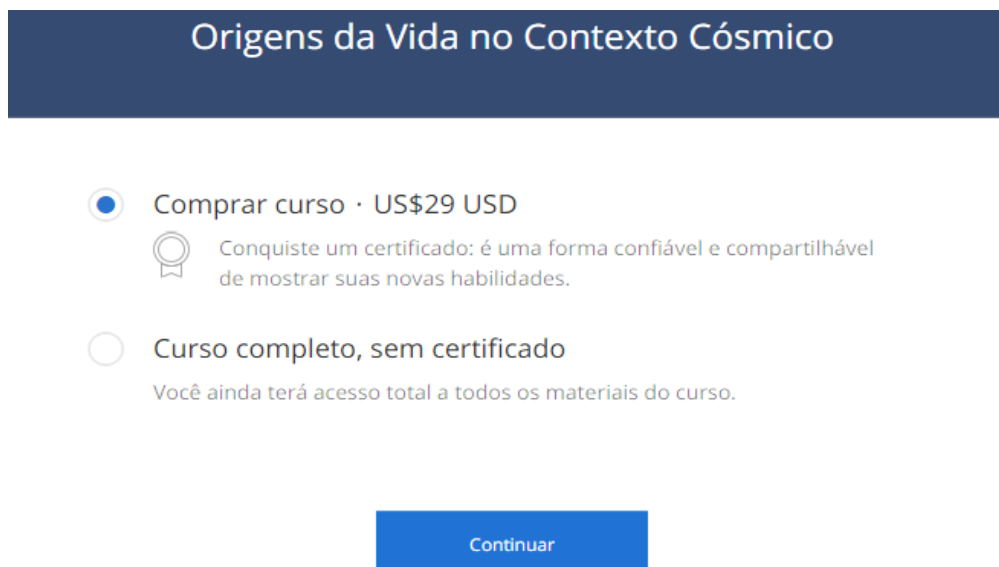 Origens da Vida no Contexto Cósmico
Comprar curso · US$29 USD
Conquiste um certificado: é uma forma confiável e compartilhável
de mostrar suas novas habilidades.
Curso completo, sem certificado
Você ainda terá acesso total a todos os materiais do curso.
Continuar